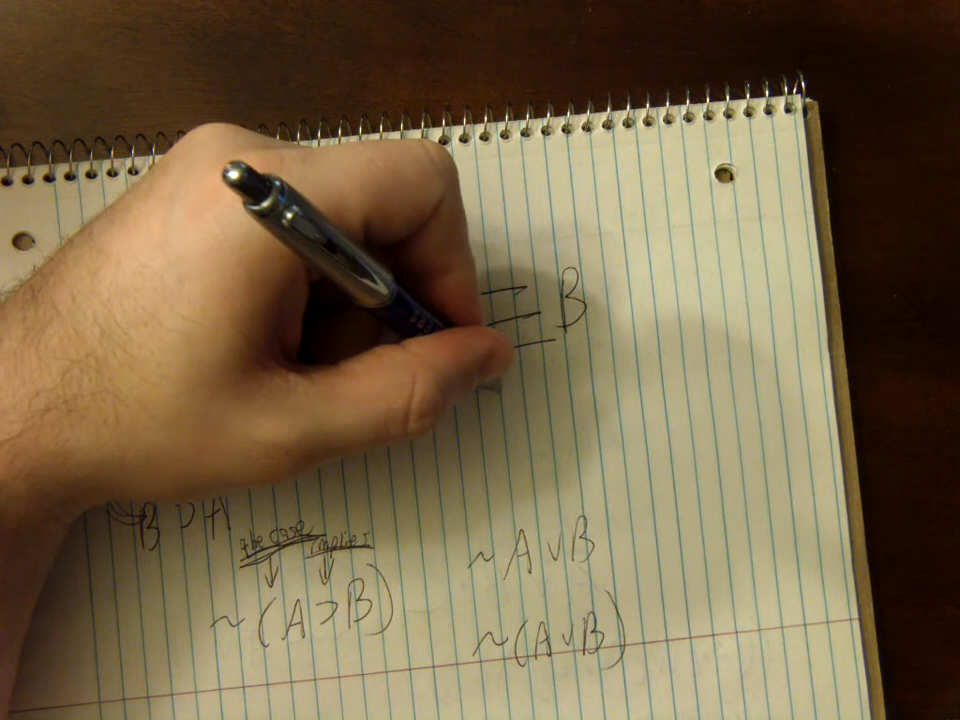 ≡ B
B ⊃ A
the case implies
~ A ∨ B
~ (A ⊃ B)
~ (A ∨ B)